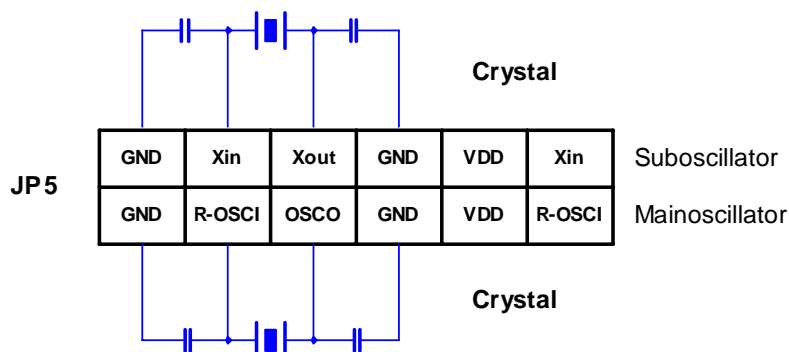 Crystal
JP5
GND Xin Xout GND VDD Xin Suboscillator
GND R-OSCI OSCO GND VDD R-OSCI Mainoscillator
Crystal